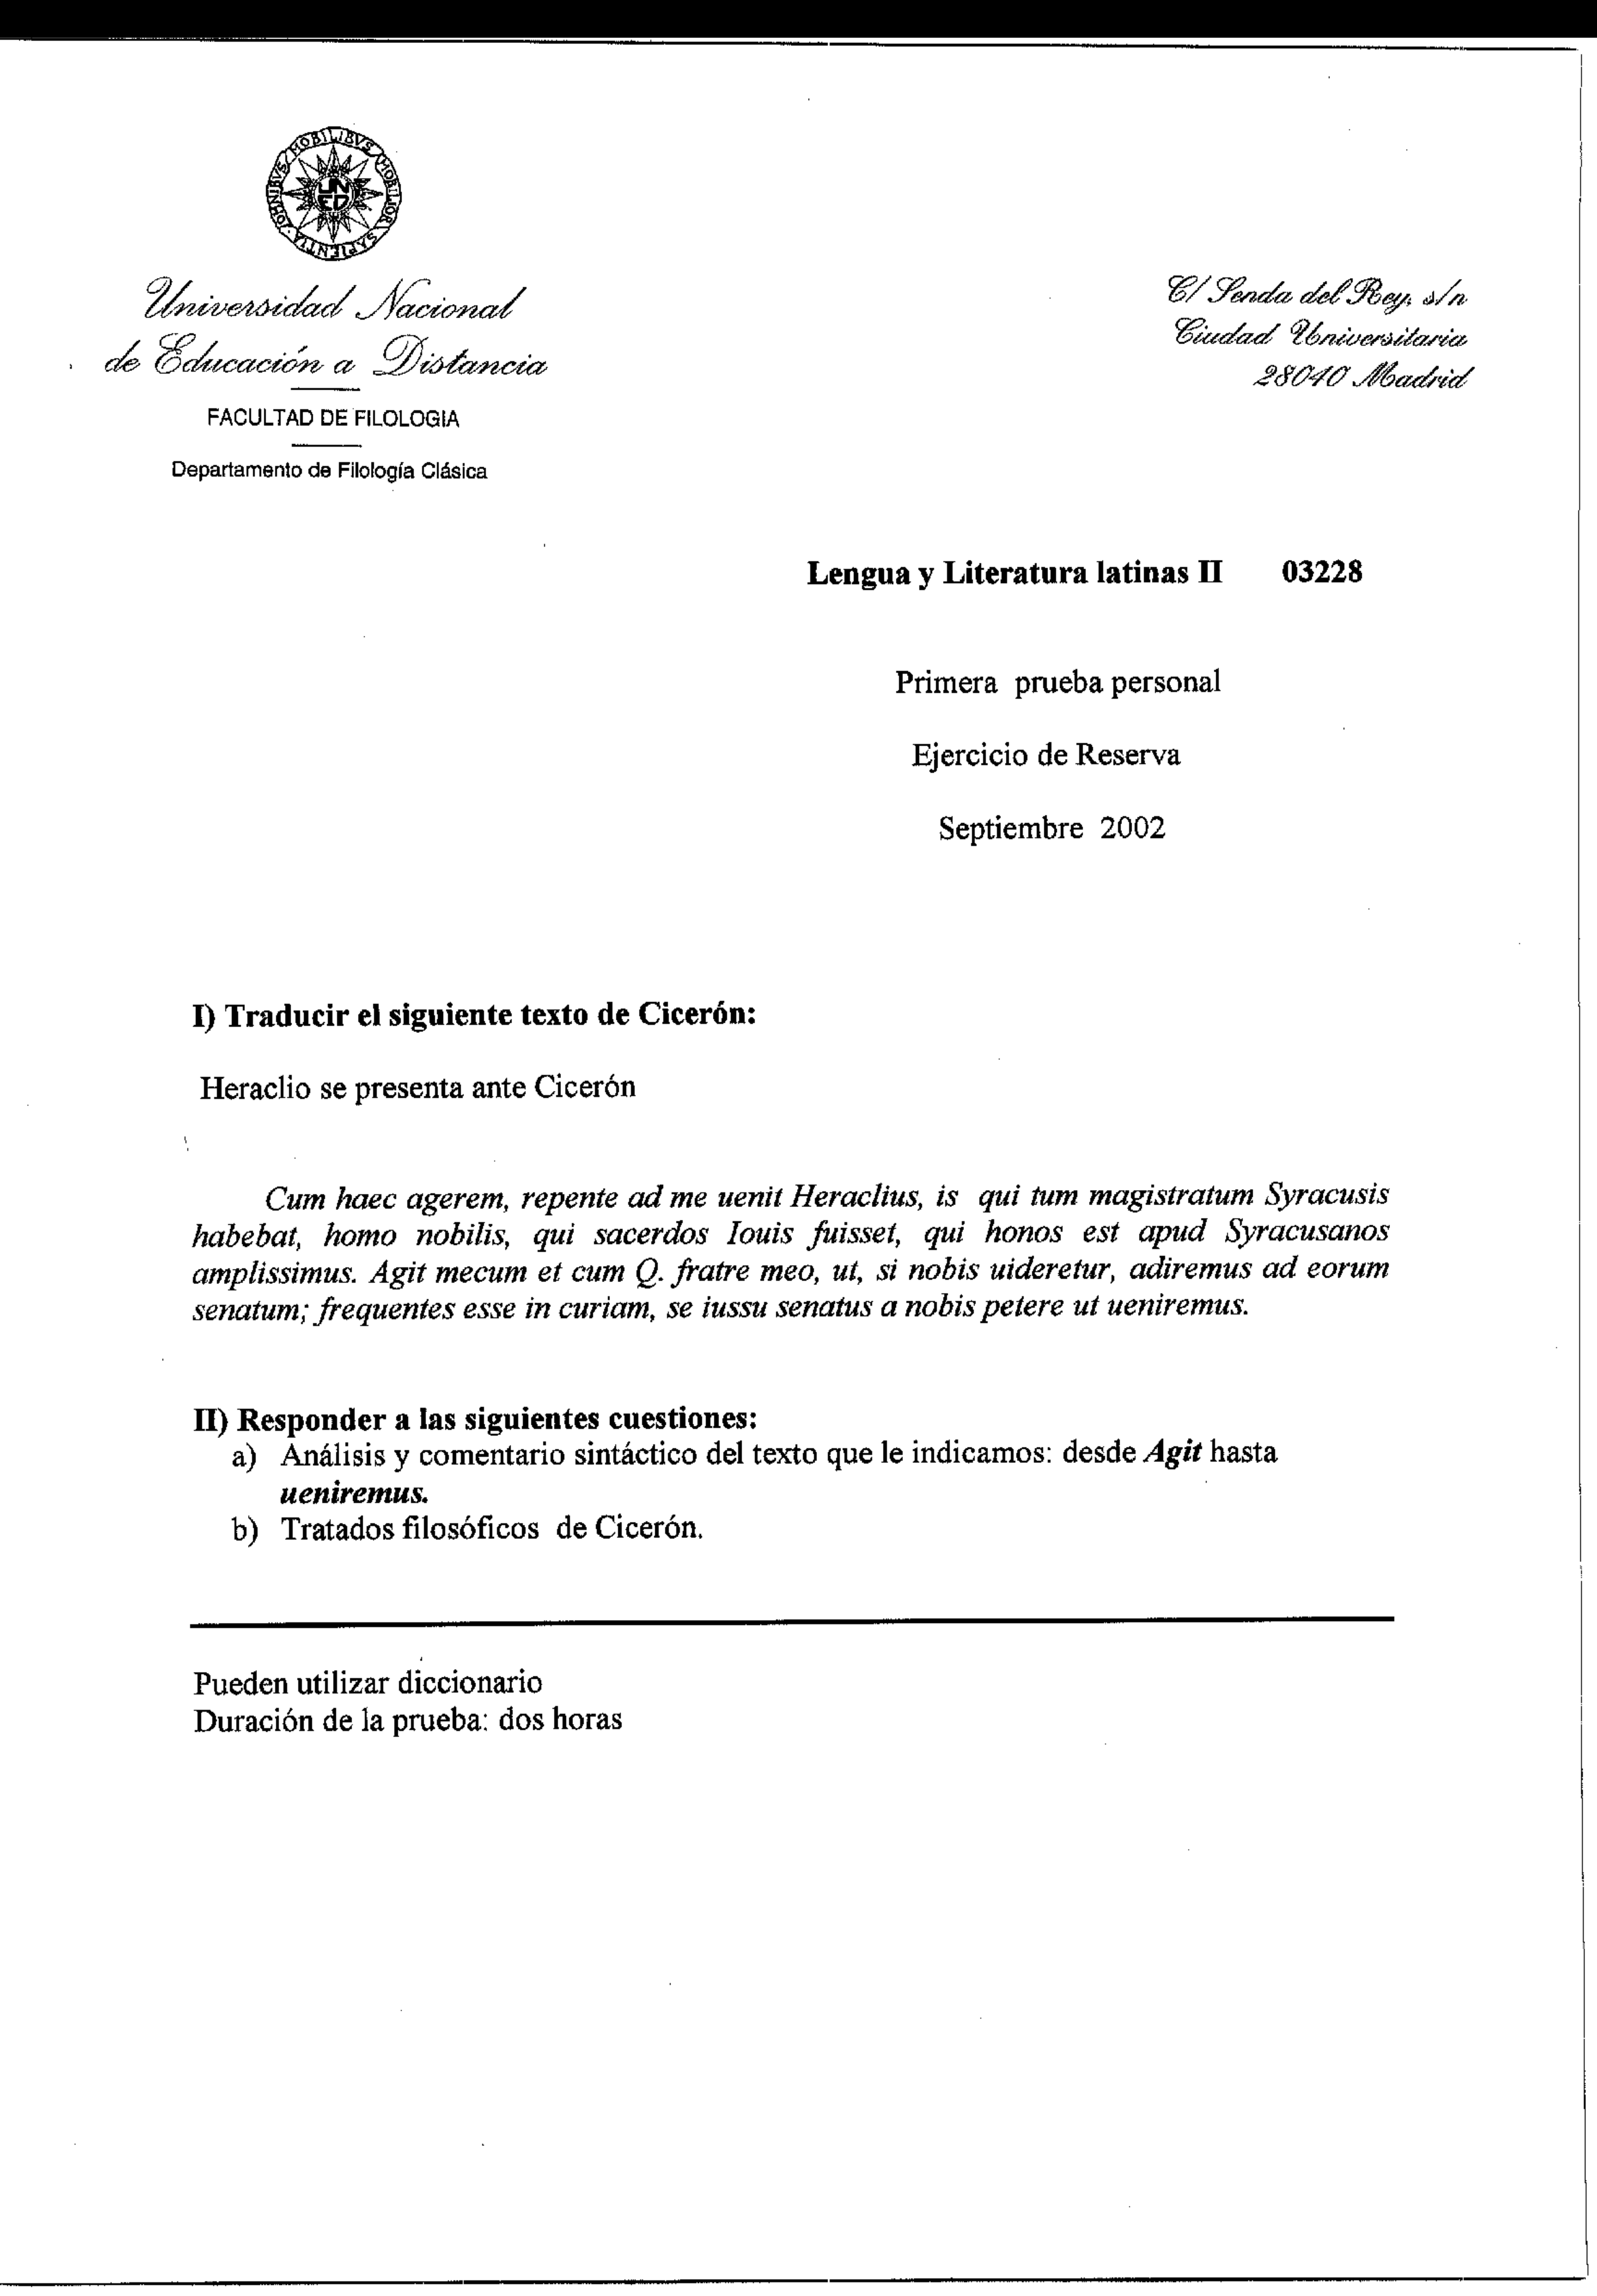 OMNIBVS MOBILIBVS MOBILIOR SAPIENTIA
UN
ED
Universidad Nacional
de Educación a Distancia
FACULTAD DE FILOLOGIA
Departamento de Filología Clásica
C/ Senda del Rey, s/n
Ciudad Universitaria
28040 Madrid
Lengua y Literatura latinas II 03228
Primera prueba personal
Ejercicio de Reserva
Septiembre 2002
I) Traducir el siguiente texto de Cicerón:
Heraclio se presenta ante Cicerón
Cum haec agerem, repente ad me uenit Heraclius, is qui tum magistratum Syracusis
habebat, homo nobilis, qui sacerdos Iouis fuisset, qui honos est apud Syracusanos
amplissimus. Agit mecum et cum Q. fratre meo, ut, si nobis uideretur, adiremus ad eorum
senatum; frequentes esse in curiam, se iussu senatus a nobis petere ut ueniremus.
II) Responder a las siguientes cuestiones:
a) Análisis y comentario sintáctico del texto que le indicamos: desde Agit hasta
ueniremus.
b) Tratados filosóficos de Cicerón.
Pueden utilizar diccionario
Duración de la prueba: dos horas